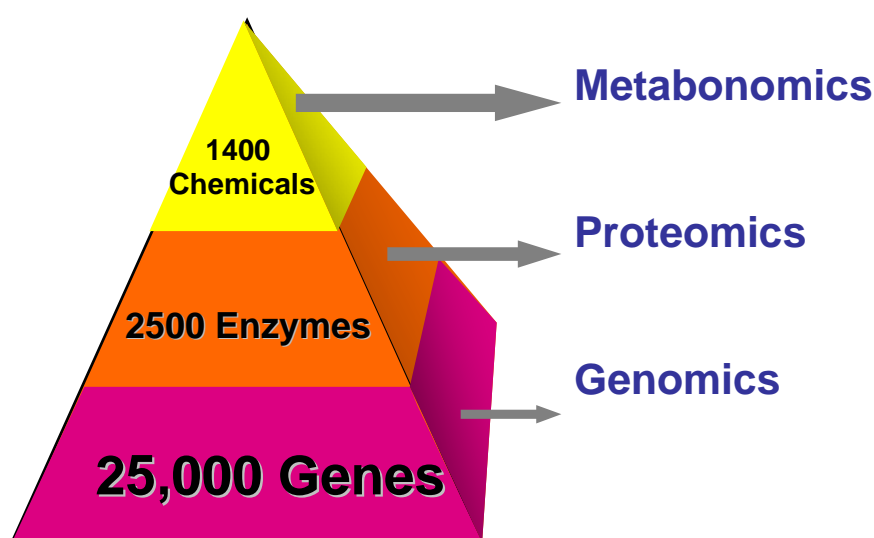 Metabonomics
1400
Chemicals
Proteomics
2500 Enzymes
Genomics
25,000 Genes